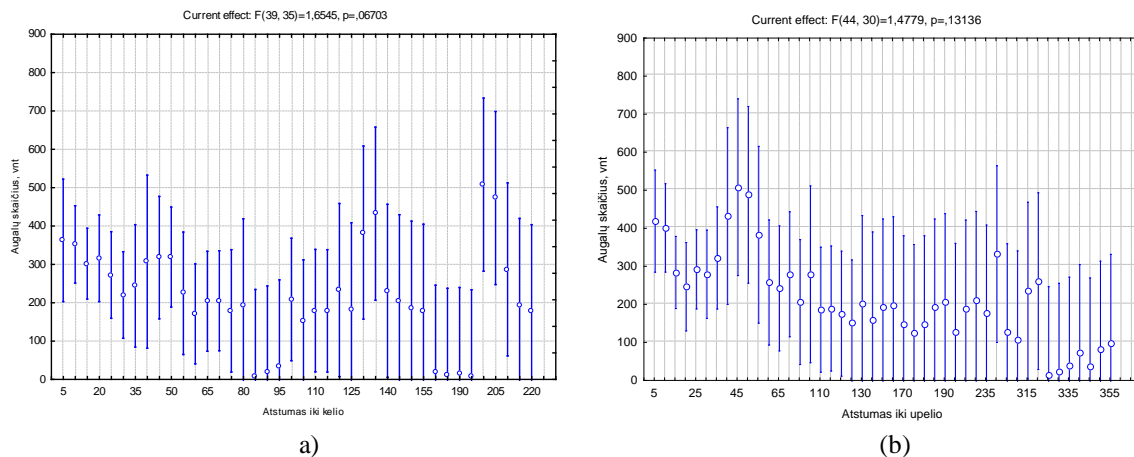 Current effect: F(39, 35)=1,6545, p=,06703
900
800
700
600
500
400
300
200
100
0
Augalų skaičius, vnt
5 20 35 50 65 80 95 110 125 140 155 190 205 220
Atstumas iki kelio
a)
Current effect: F(44, 30)=1,4779, p=,13136
900
800
700
600
500
400
300
200
100
0
Augalų skaičius, vnt
5 25 45 65 110 130 170 190 235 315 335 355
Atstumas iki upelio
(b)